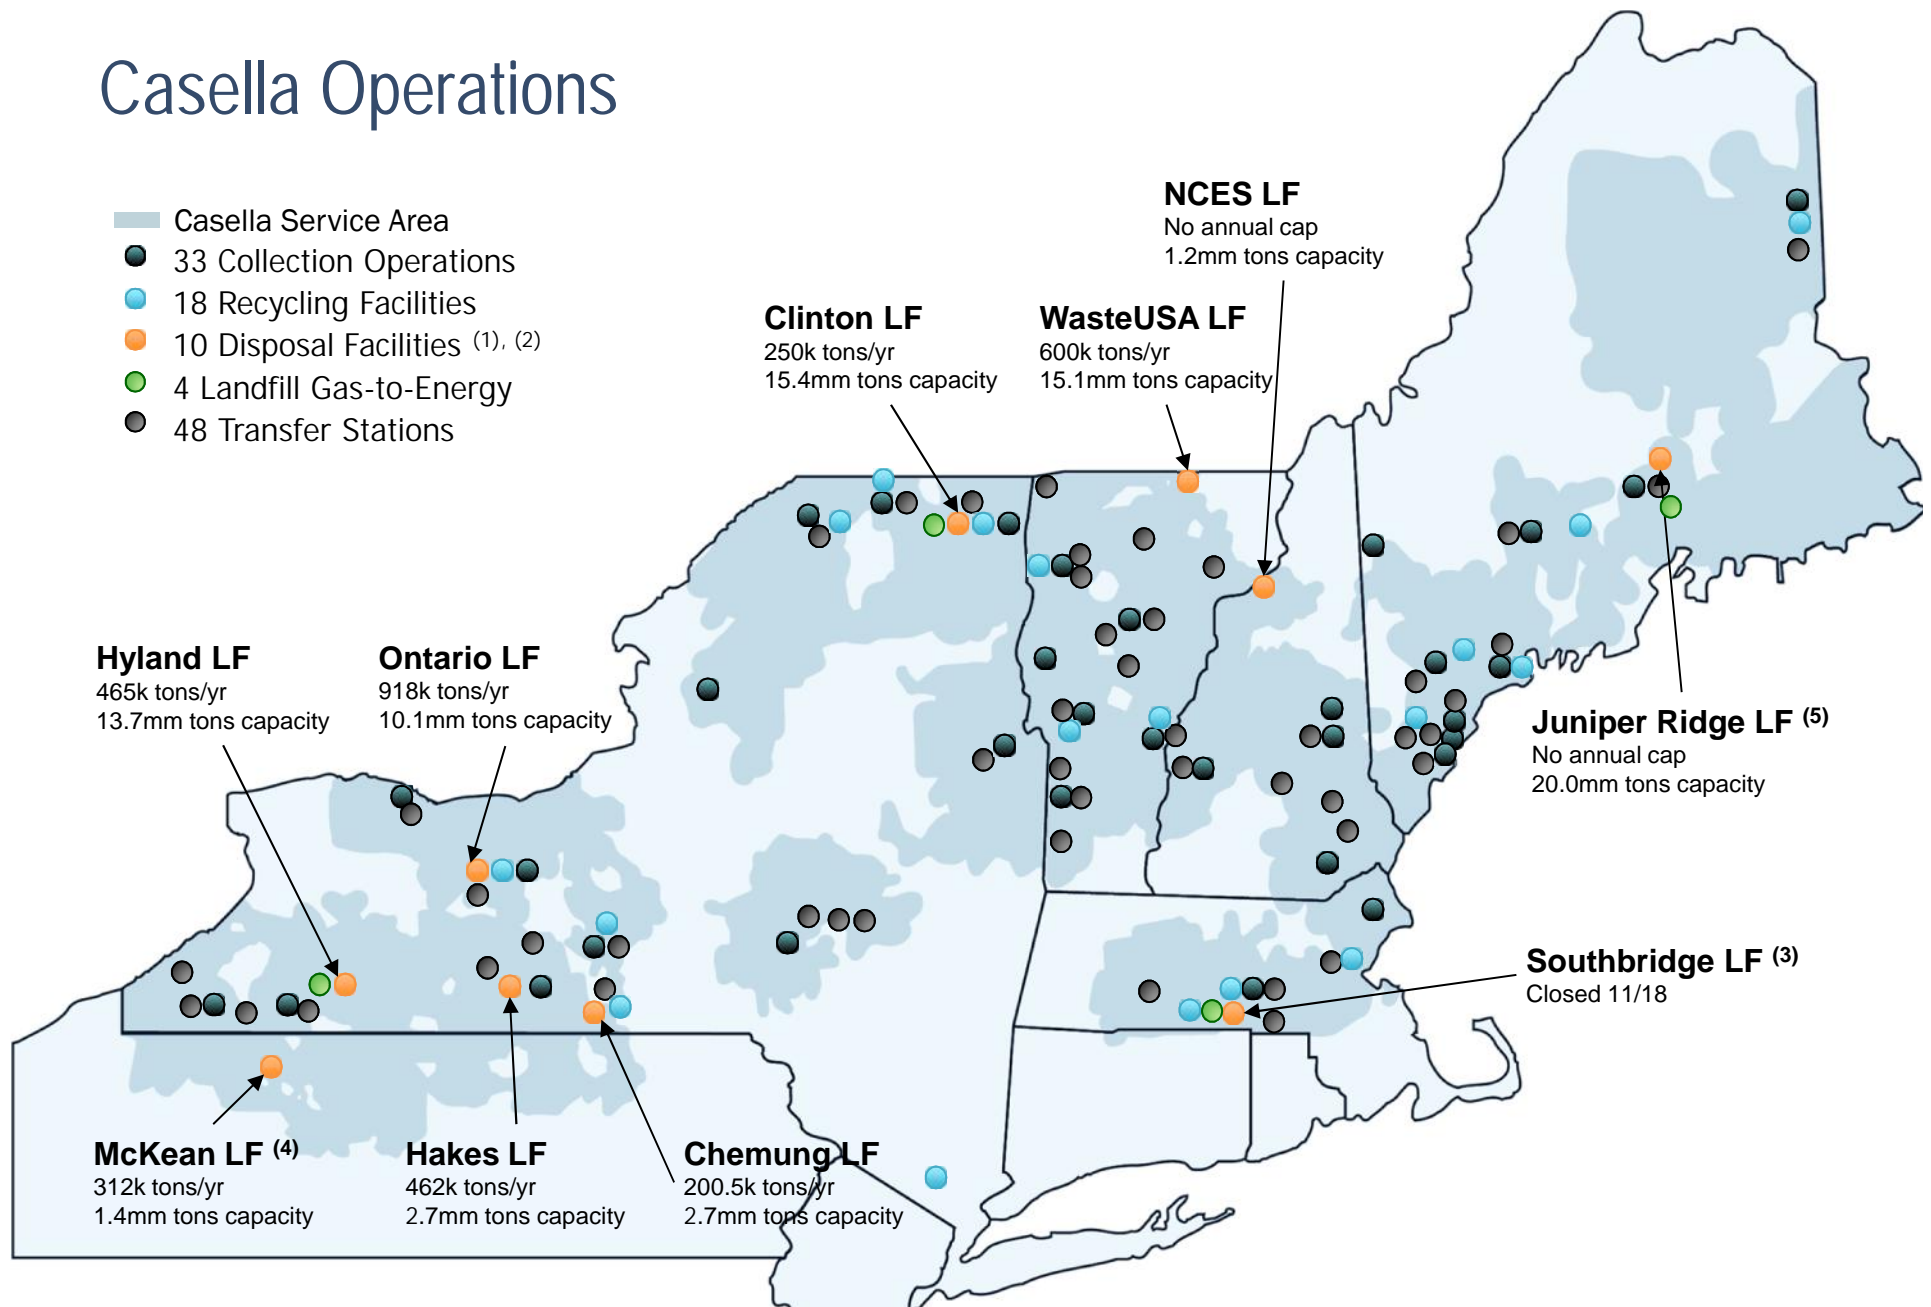 Casella Operations
Casella Service Area
33 Collection Operations
18 Recycling Facilities
10 Disposal Facilities (1), (2)
4 Landfill Gas-to-Energy
48 Transfer Stations
NCES LF
No annual cap
1.2mm tons capacity
Clinton LF
250k tons/yr
15.4mm tons capacity
WasteUSA LF
600k tons/yr
15.1mm tons capacity
Hyland LF
465k tons/yr
13.7mm tons capacity
Ontario LF
918k tons/yr
10.1mm tons capacity
Juniper Ridge LF (5)
No annual cap
20.0mm tons capacity
Southbridge LF (3)
Closed 11/18
McKean LF (4)
312k tons/yr
1.4mm tons capacity
Hakes LF
462k tons/yr
2.7mm tons capacity
Chemung LF
200.5k tons/yr
2.7mm tons capacity